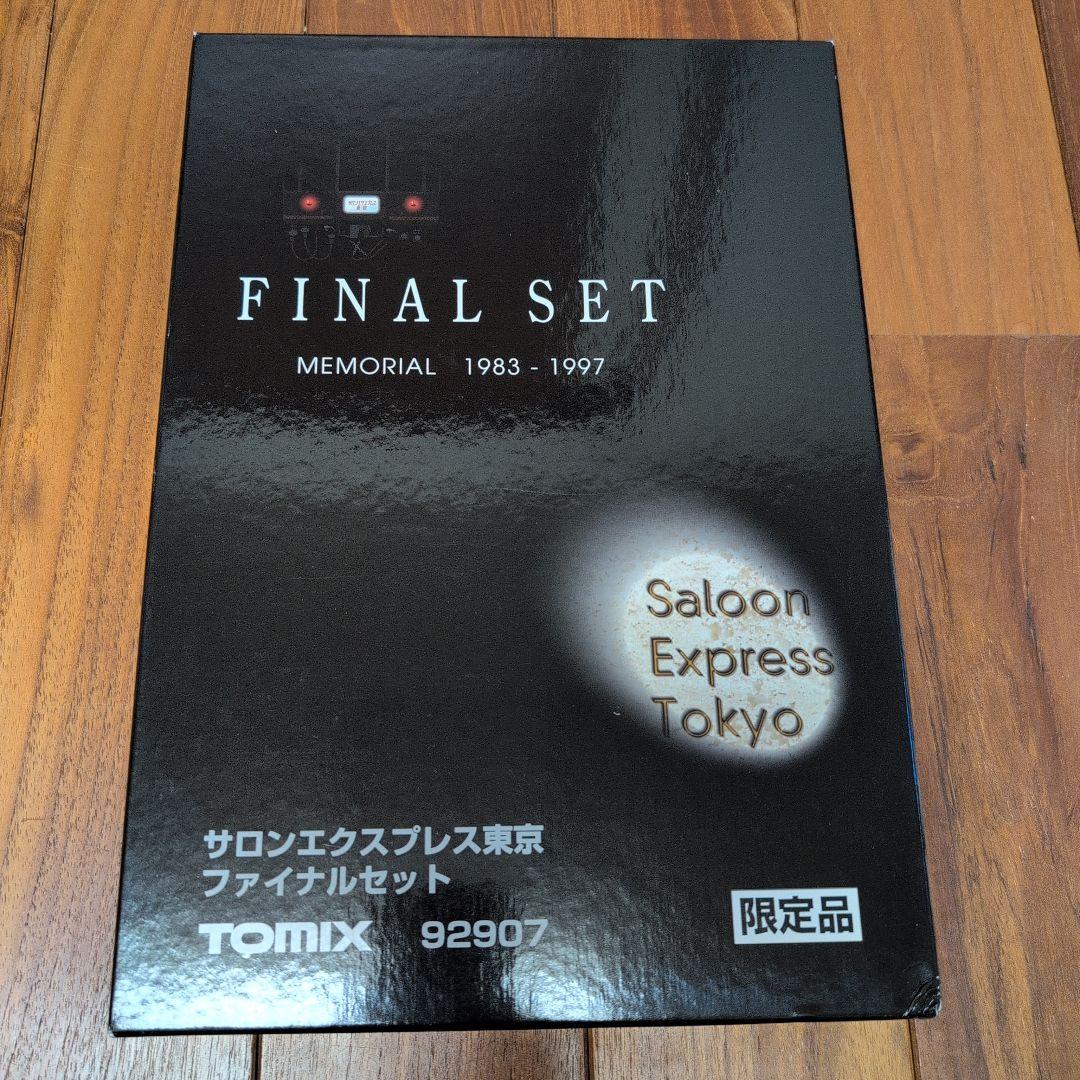 FINAL SET
MEMORIAL 1983 - 1997
Saloon
Express
Tokyo
サロンエクスプレス東京
ファイナルセット
TOMIX 92907
限定品